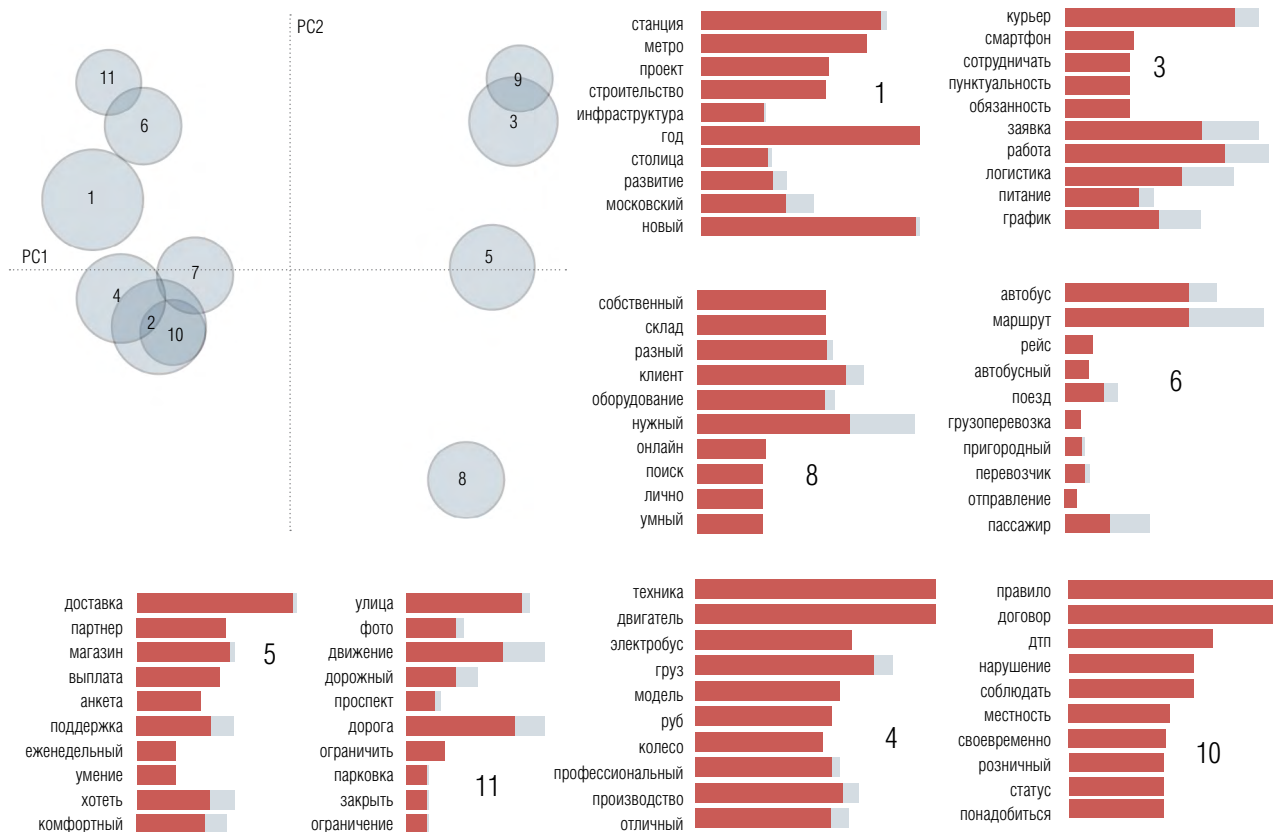 PC2
PC1
11
6
1
9
3
5
7
4
2
10
8
станция
метро
проект
строительство
инфраструктура
год
столица
развитие
московский
новый
1
курьер
смартфон
сотрудничать
пунктуальность
обязанность
заявка
работа
логистика
питание
график
3
собственный
склад
разный
клиент
оборудование
нужный
онлайн
поиск
лично
умный
8
автобус
маршрут
рейс
автобусный
поезд
грузоперевозка
пригородный
перевозчик
отправление
пассажир
6
доставка
партнер
магазин
выплата
анкета
поддержка
еженедельный
умение
хотеть
комфортный
5
улица
фото
движение
дорожный
проспект
дорога
ограничить
парковка
закрыть
ограничение
11
техника
двигатель
электробус
груз
модель
руб
колесо
профессиональный
производство
отличный
4
правило
договор
дтп
нарушение
соблюдать
местность
своевременно
розничный
статус
понадобиться
10